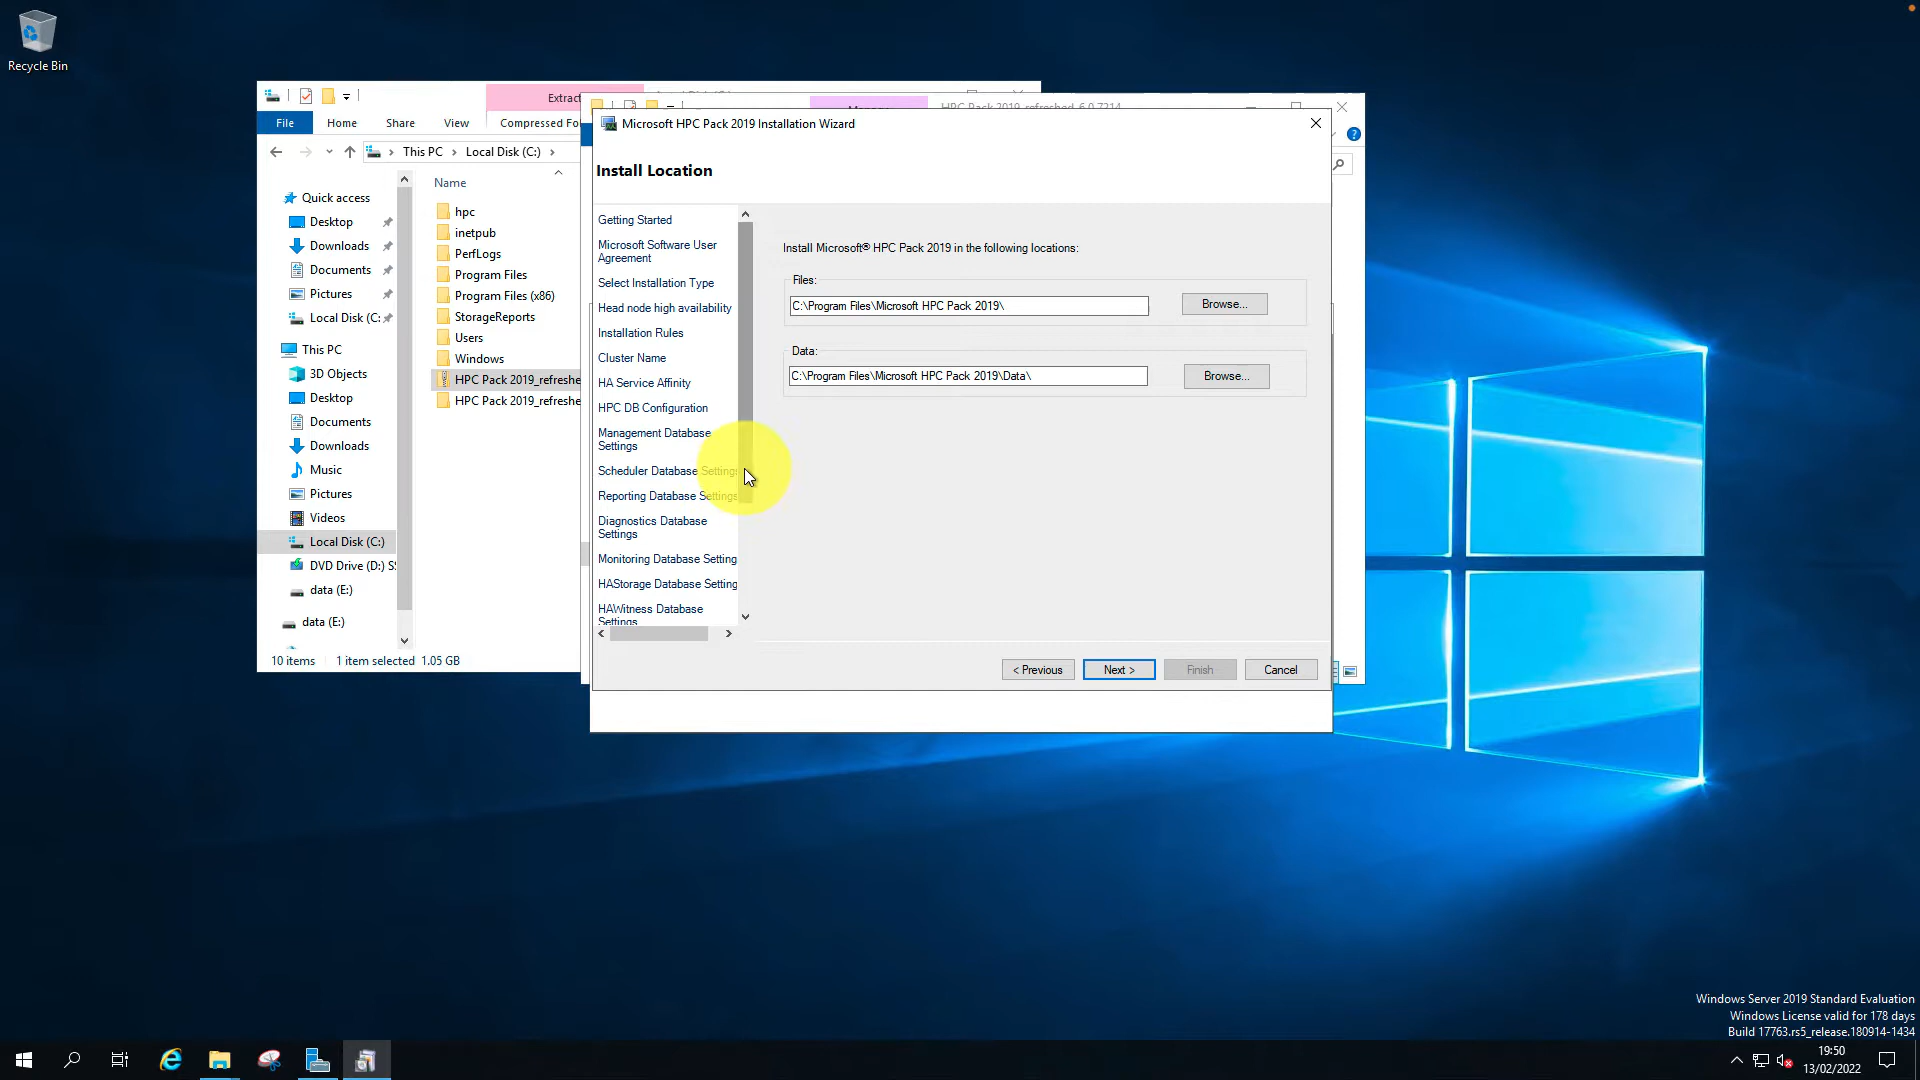 Recycle Bin
Extract
File
Home
Share
View
Compressed Fo
This PC
Local Disk (C:)
Name
Quick access
Desktop
Downloads
Documents
Pictures
Local Disk (C:
This PC
3D Objects
Desktop
Documents
Downloads
Music
Pictures
Videos
Local Disk (C:)
DVD Drive (D:) S
data (E:)
data (E:)
hpc
inetpub
PerfLogs
Program Files
Program Files (x86)
StorageReports
Users
Windows
HPC Pack 2019_refreshe
HPC Pack 2019_refreshe
10 items
1 item selected 1.05 GB
HPC Pack 2019_refreshed_6.0.7214
Microsoft HPC Pack 2019 Installation Wizard
Install Location
Getting Started
Microsoft Software User
Agreement
Select Installation Type
Head node high availability
Installation Rules
Cluster Name
HA Service Affinity
HPC DB Configuration
Management Database
Settings
Scheduler Database Settings
Reporting Database Settings
Diagnostics Database
Settings
Monitoring Database Setting
HAStorage Database Setting
HAWitness Database
Settings
Install Microsoft® HPC Pack 2019 in the following locations:
Files:
C:\Program Files\Microsoft HPC Pack 2019\
Browse...
Data:
C:\Program Files\Microsoft HPC Pack 2019\Data\
Browse...
< Previous
Next >
Finish
Cancel
Windows Server 2019 Standard Evaluation
Windows License valid for 178 days
Build 17763.rs5_release.180914-1434
19:50
13/02/2022